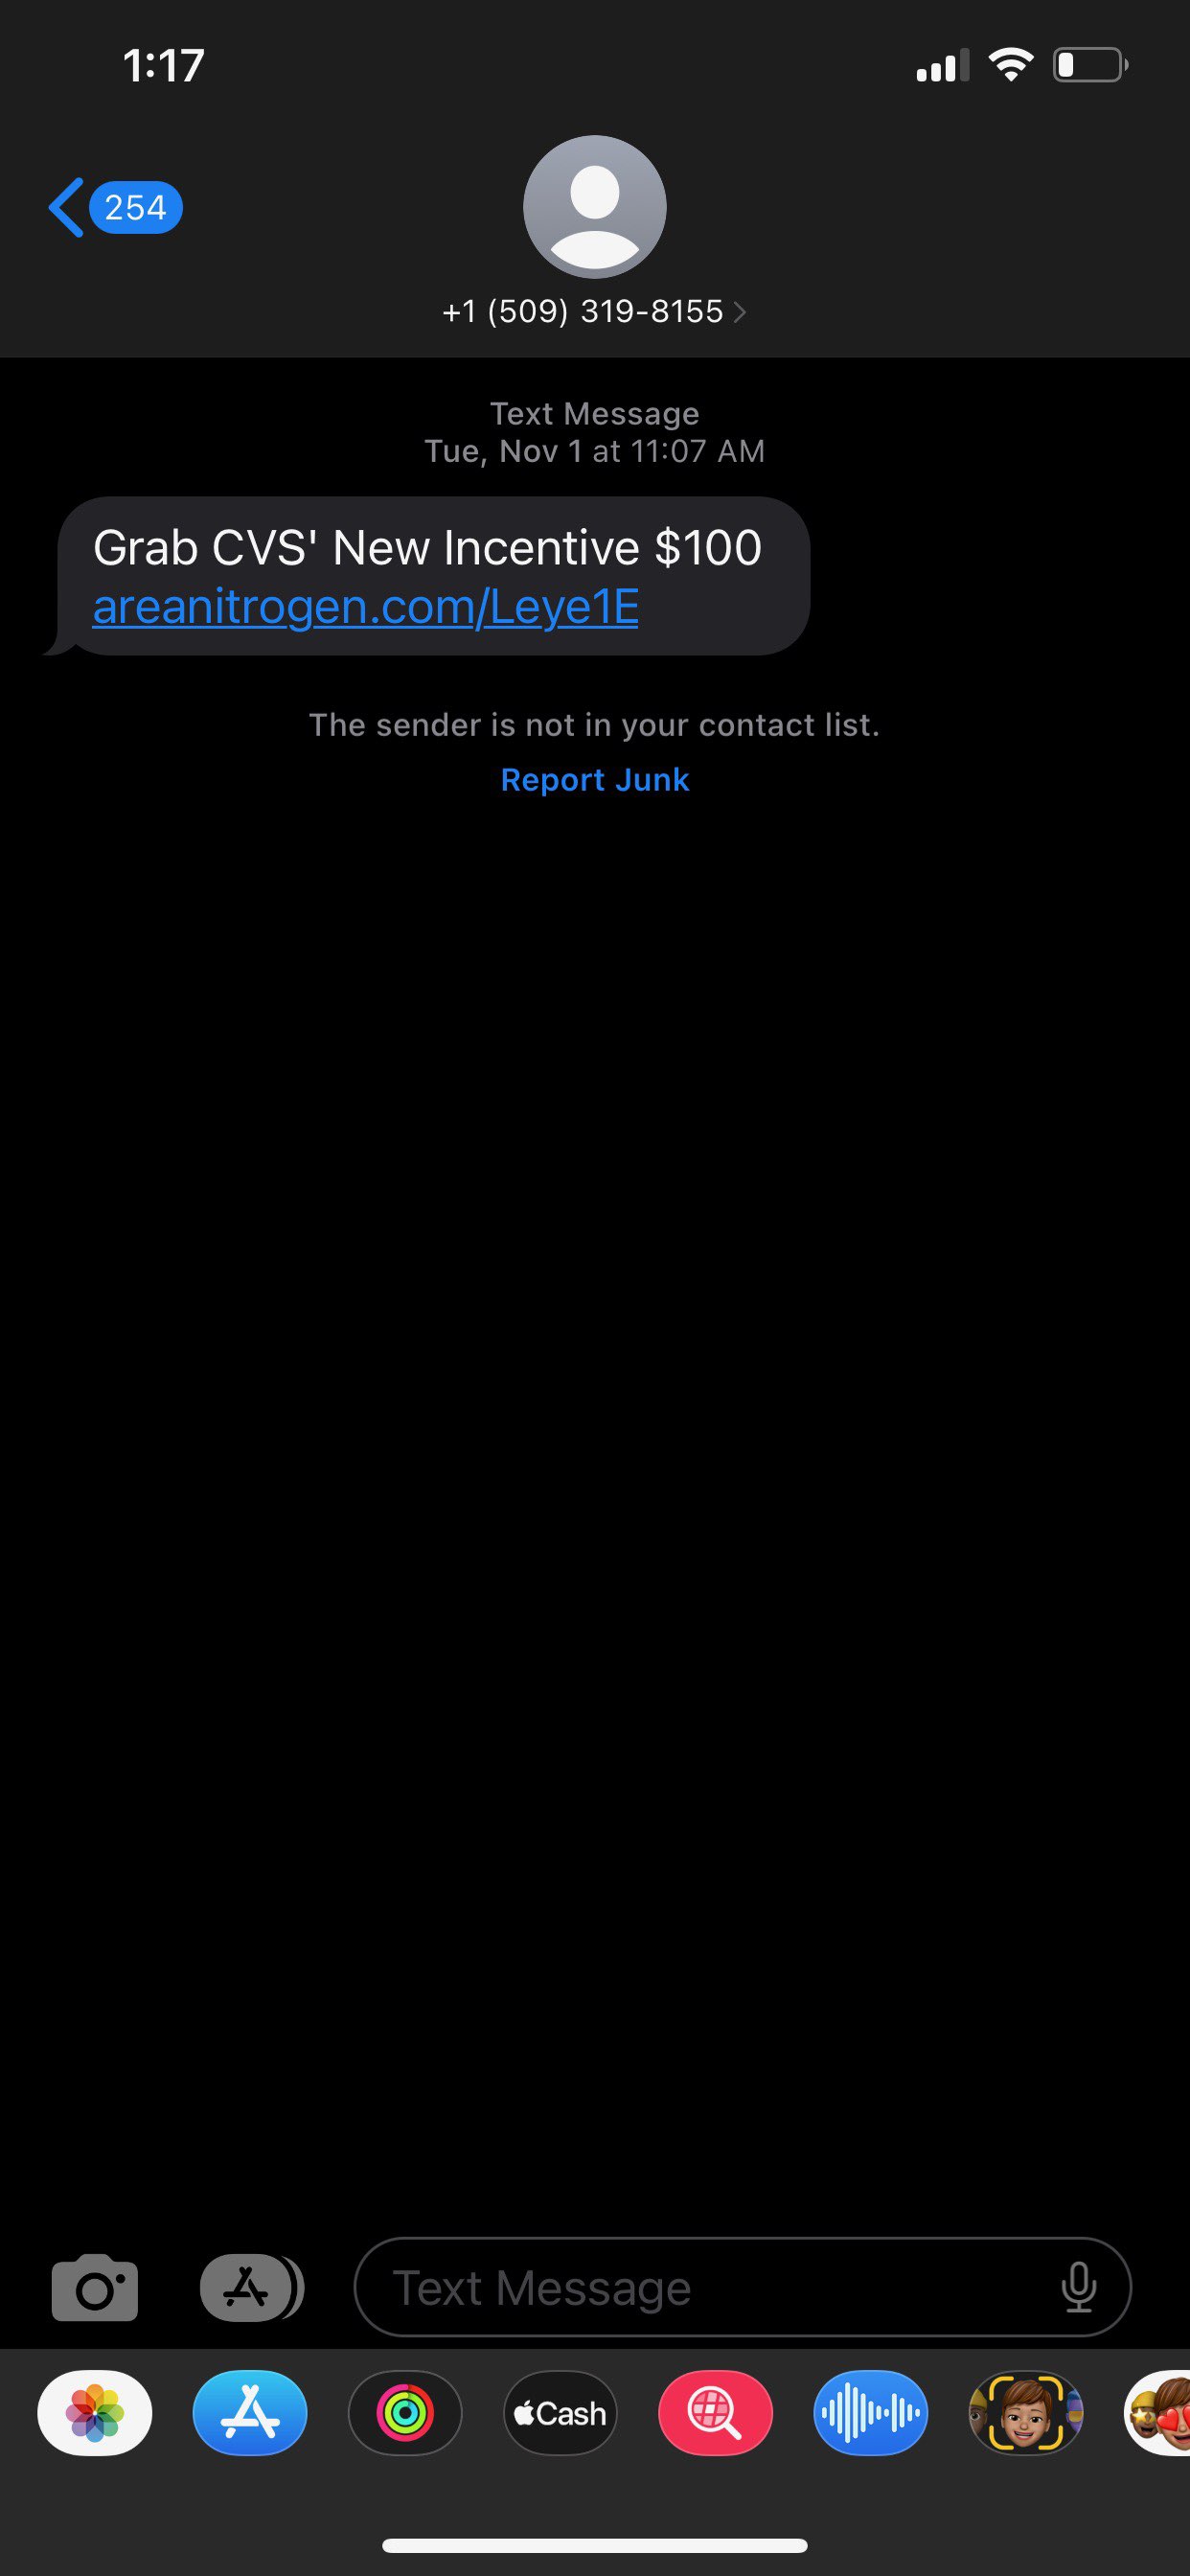 1:17
254
+1 (509) 319-8155
Text Message
Tue, Nov 1 at 11:07 AM
Grab CVS' New Incentive $100
areanitrogen.com/Leye1E
The sender is not in your contact list.
Report Junk
Text Message
Cash